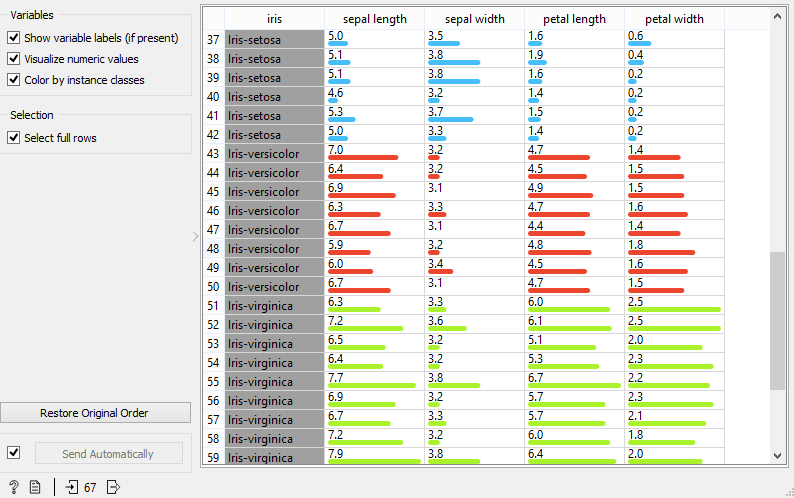 Variables
Show variable labels (if present)
Visualize numeric values
Color by instance classes
Selection
Select full rows
Restore Original Order
Send Automatically
? 67
iris sepal length sepal width petal length petal width
37 Iris-setosa 5.0 3.5 1.6 0.6
38 Iris-setosa 5.1 3.8 1.9 0.4
39 Iris-setosa 5.1 3.8 1.6 0.2
40 Iris-setosa 4.6 3.2 1.4 0.2
41 Iris-setosa 5.3 3.7 1.5 0.2
42 Iris-setosa 5.0 3.3 1.4 0.2
43 Iris-versicolor 7.0 3.2 4.7 1.4
44 Iris-versicolor 6.4 3.2 4.5 1.5
45 Iris-versicolor 6.9 3.1 4.9 1.5
46 Iris-versicolor 6.3 3.3 4.7 1.6
47 Iris-versicolor 6.7 3.1 4.4 1.4
48 Iris-versicolor 5.9 3.2 4.8 1.8
49 Iris-versicolor 6.0 3.4 4.5 1.6
50 Iris-versicolor 6.7 3.1 4.7 1.5
51 Iris-virginica 6.3 3.3 6.0 2.5
52 Iris-virginica 7.2 3.6 6.1 2.5
53 Iris-virginica 6.5 3.2 5.1 2.0
54 Iris-virginica 6.4 3.2 5.3 2.3
55 Iris-virginica 7.7 3.8 6.7 2.2
56 Iris-virginica 6.9 3.2 5.7 2.3
57 Iris-virginica 6.7 3.3 5.7 2.1
58 Iris-virginica 7.2 3.2 6.0 1.8
59 Iris-virginica 7.9 3.8 6.4 2.0